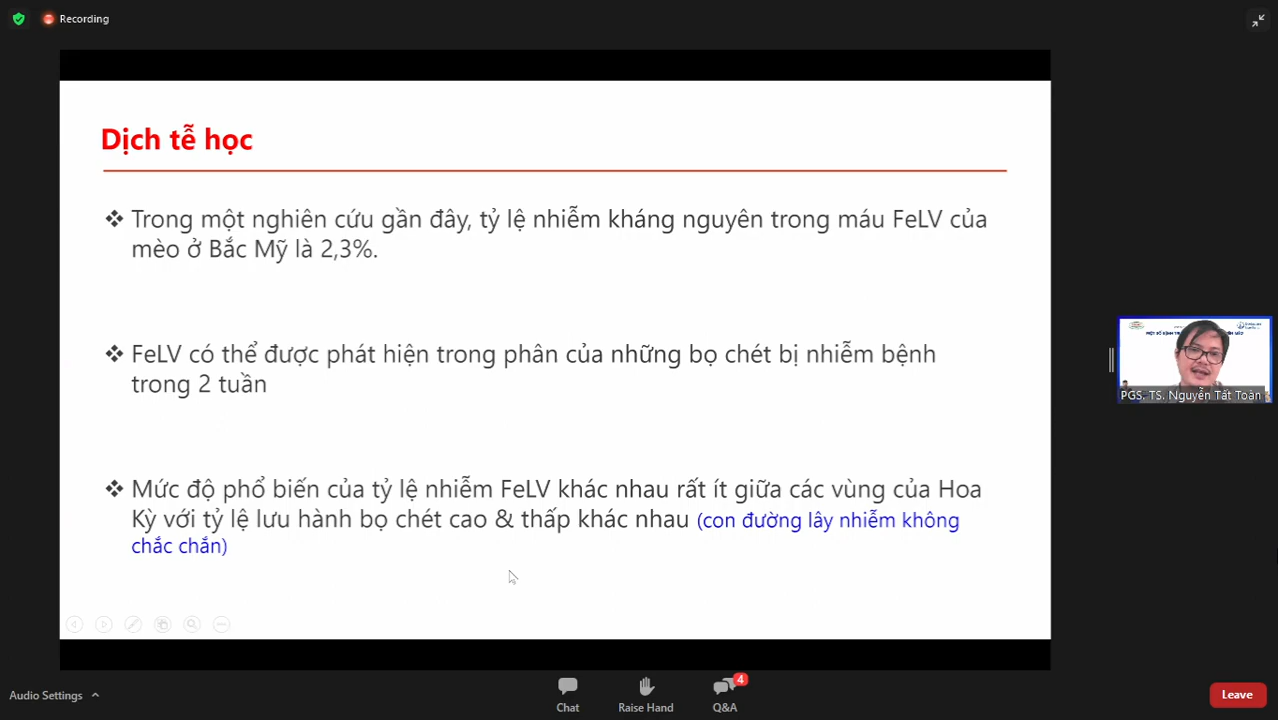 Recording
Dịch tễ học
❖ Trong một nghiên cứu gần đây, tỷ lệ nhiễm kháng nguyên trong máu FeLV của
mèo ở Bắc Mỹ là 2,3%.
❖ FeLV có thể được phát hiện trong phân của những bọ chét bị nhiễm bệnh
trong 2 tuần
❖ Mức độ phổ biến của tỷ lệ nhiễm FeLV khác nhau rất ít giữa các vùng của Hoa
Kỳ với tỷ lệ lưu hành bọ chét cao & thấp khác nhau (con đường lây nhiễm không
chắc chắn)
PGS. TS. Nguyễn Tất Toàn
Audio Settings
Chat
Raise Hand
4
Q&A
Leave